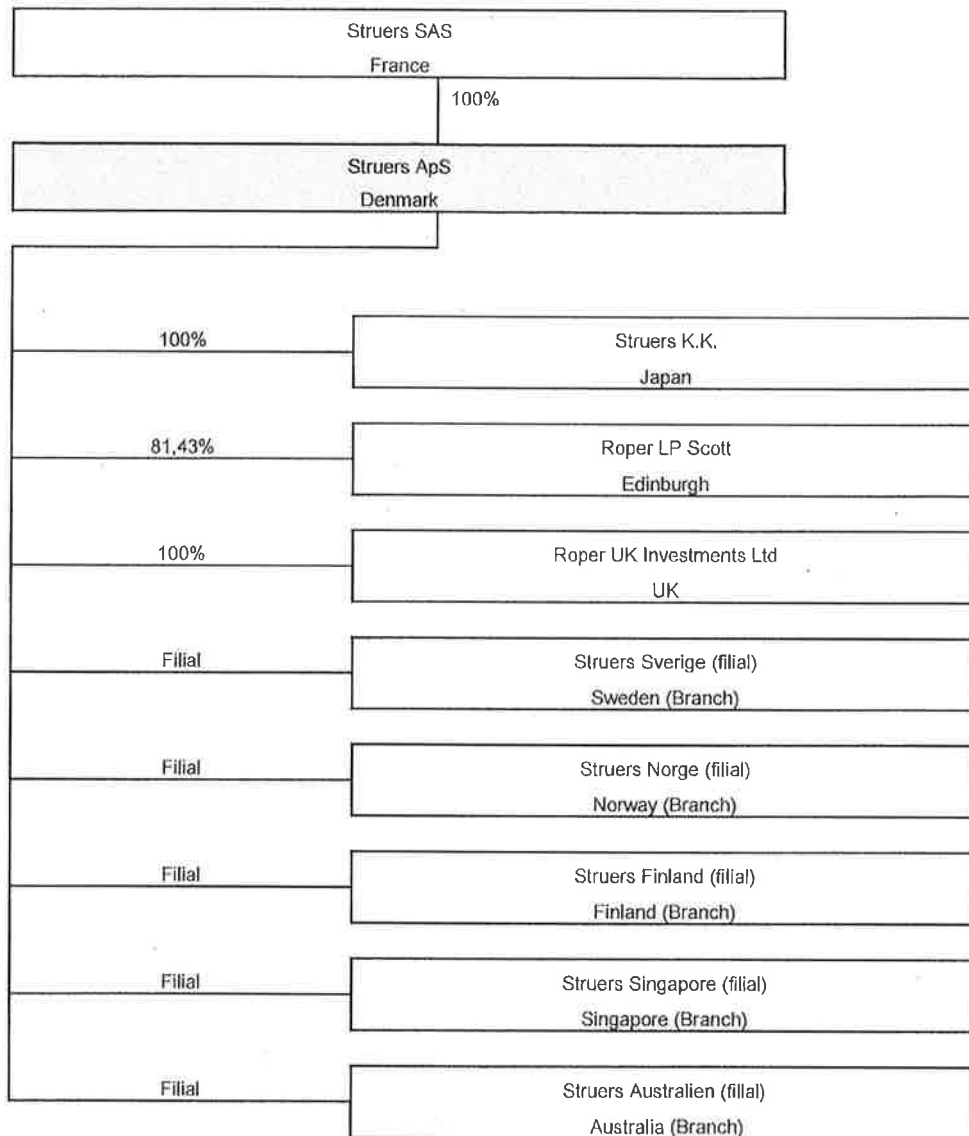 Struers SAS
France
100%
Struers ApS
Denmark
100%
Struers K.K.
Japan
81,43%
Roper LP Scott
Edinburgh
100%
Roper UK Investments Ltd
UK
Filial
Struers Sverige (filial)
Sweden (Branch)
Filial
Struers Norge (filial)
Norway (Branch)
Filial
Struers Finland (filial)
Finland (Branch)
Filial
Struers Singapore (filial)
Singapore (Branch)
Filial
Struers Australien (filial)
Australia (Branch)